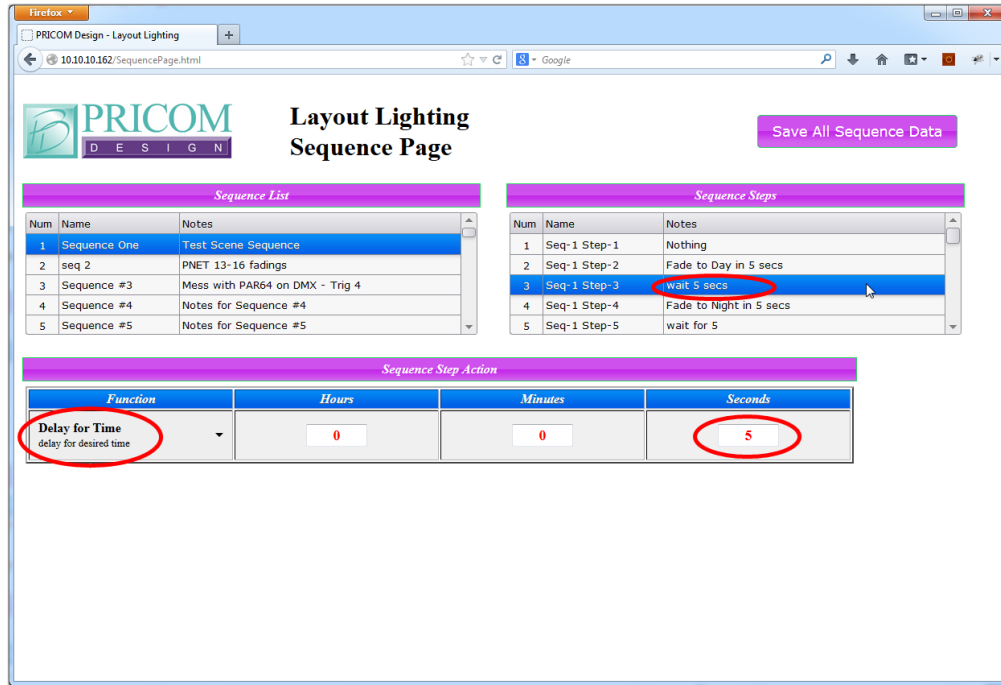 Firefox
PRICOM Design - Layout Lighting
10.10.10.162/SequencePage.html
Google
PRICOM
DESIGN
Layout Lighting
Sequence Page
Save All Sequence Data
Sequence List
Num Name Notes
1 Sequence One Test Scene Sequence
2 seq 2 PNET 13-16 fadings
3 Sequence #3 Mess with PAR64 on DMX - Trig 4
4 Sequence #4 Notes for Sequence #4
5 Sequence #5 Notes for Sequence #5
Sequence Steps
Num Name Notes
1 Seq-1 Step-1 Nothing
2 Seq-1 Step-2 Fade to Day in 5 secs
3 Seq-1 Step-3 wait 5 secs
4 Seq-1 Step-4 Fade to Night in 5 secs
5 Seq-1 Step-5 wait for 5
Sequence Step Action
Function Hours Minutes Seconds
Delay for Time
delay for desired time
0 0 5